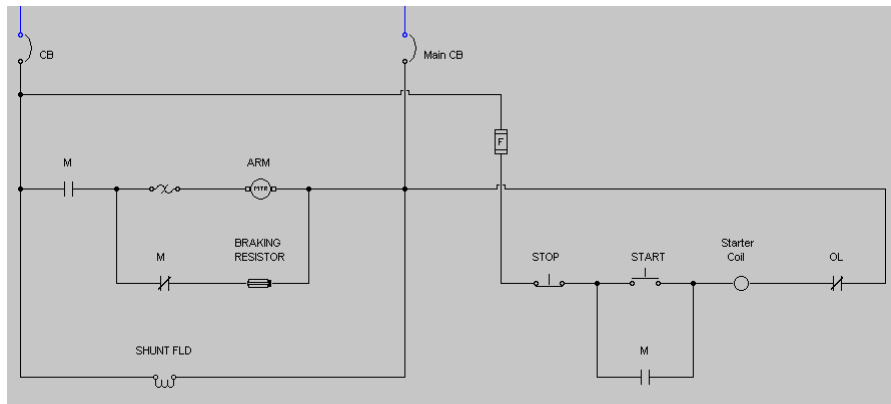 CB
Main CB
F
M
ARM
MTR
M
BRAKING
RESISTOR
STOP
START
Starter
Coil
OL
SHUNT FLD
M